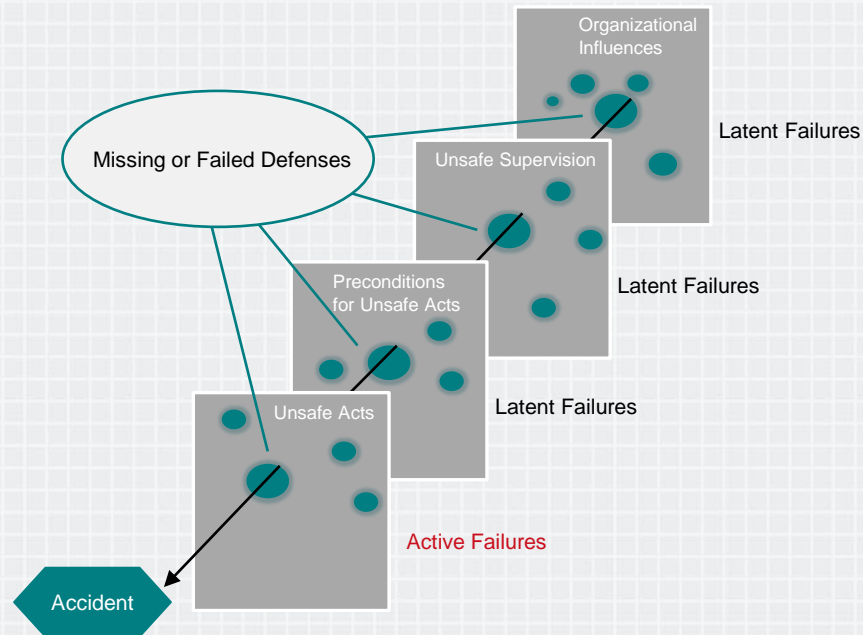 Organizational
Influences
Latent Failures
Missing or Failed Defenses
Unsafe Supervision
Latent Failures
Preconditions
for Unsafe Acts
Latent Failures
Unsafe Acts
Active Failures
Accident